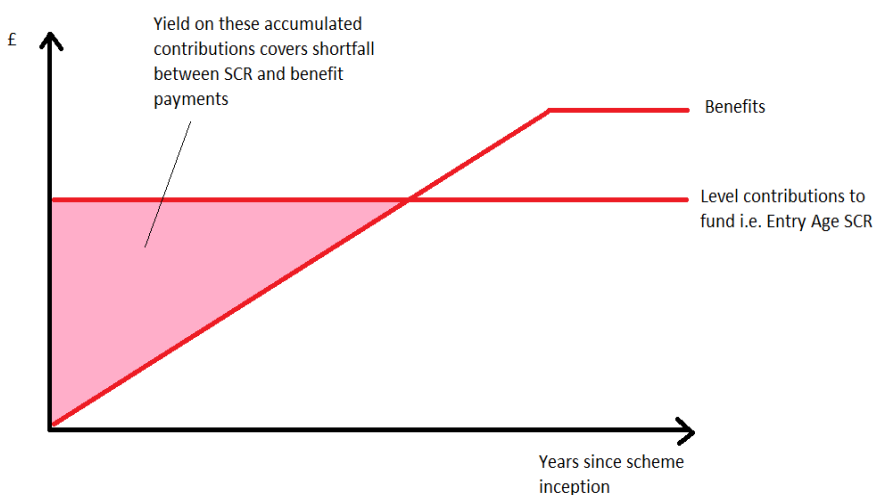 £
Yield on these accumulated
contributions covers shortfall
between SCR and benefit
payments
Benefits
Level contributions to
fund i.e. Entry Age SCR
Years since scheme
inception